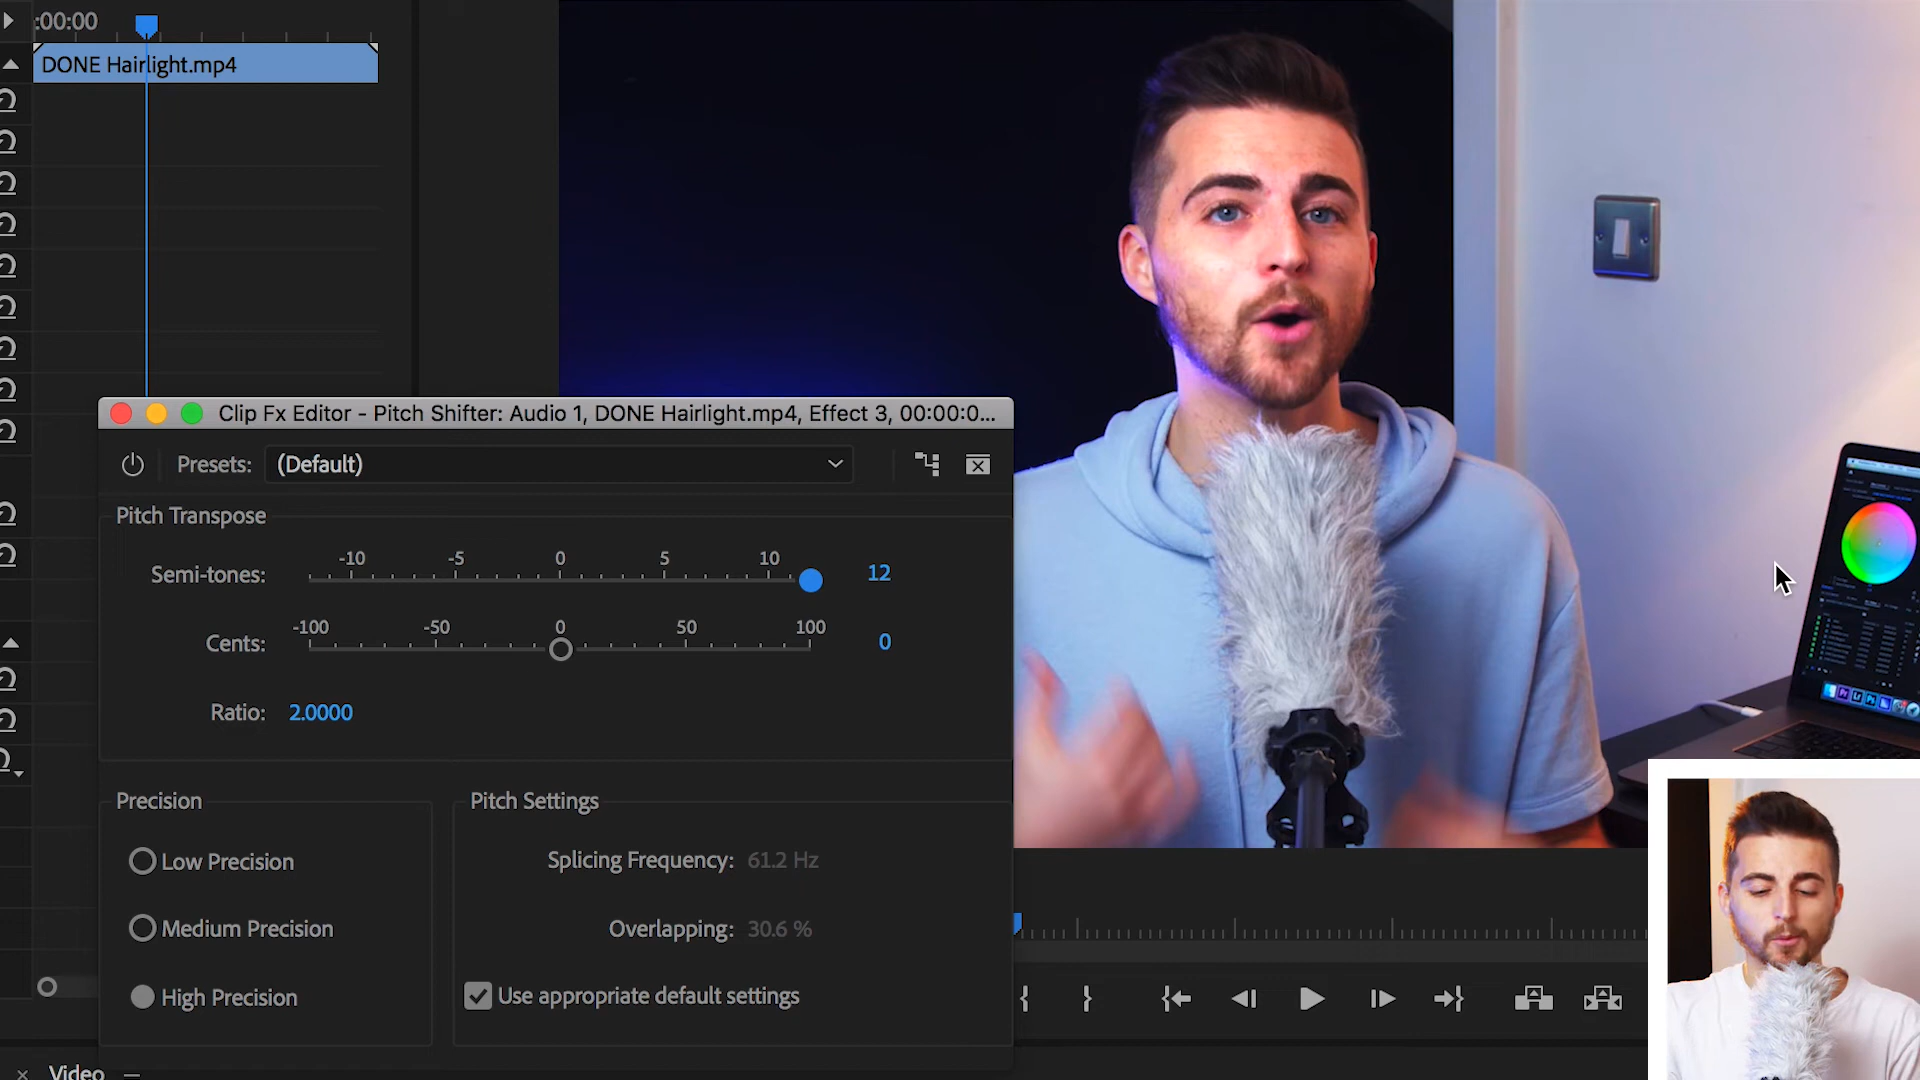 :00:00
DONE Hairlight.mp4
Clip Fx Editor - Pitch Shifter: Audio 1, DONE Hairlight.mp4, Effect 3, 00:00:0...
Presets: (Default)
Pitch Transpose
-10 -5 0 5 10
Semi-tones: 12
-100 -50 0 50 100
Cents: 0
Ratio: 2.0000
Precision
Low Precision
Medium Precision
High Precision
Pitch Settings
Splicing Frequency: 61.2 Hz
Overlapping: 30.6 %
Use appropriate default settings
Video